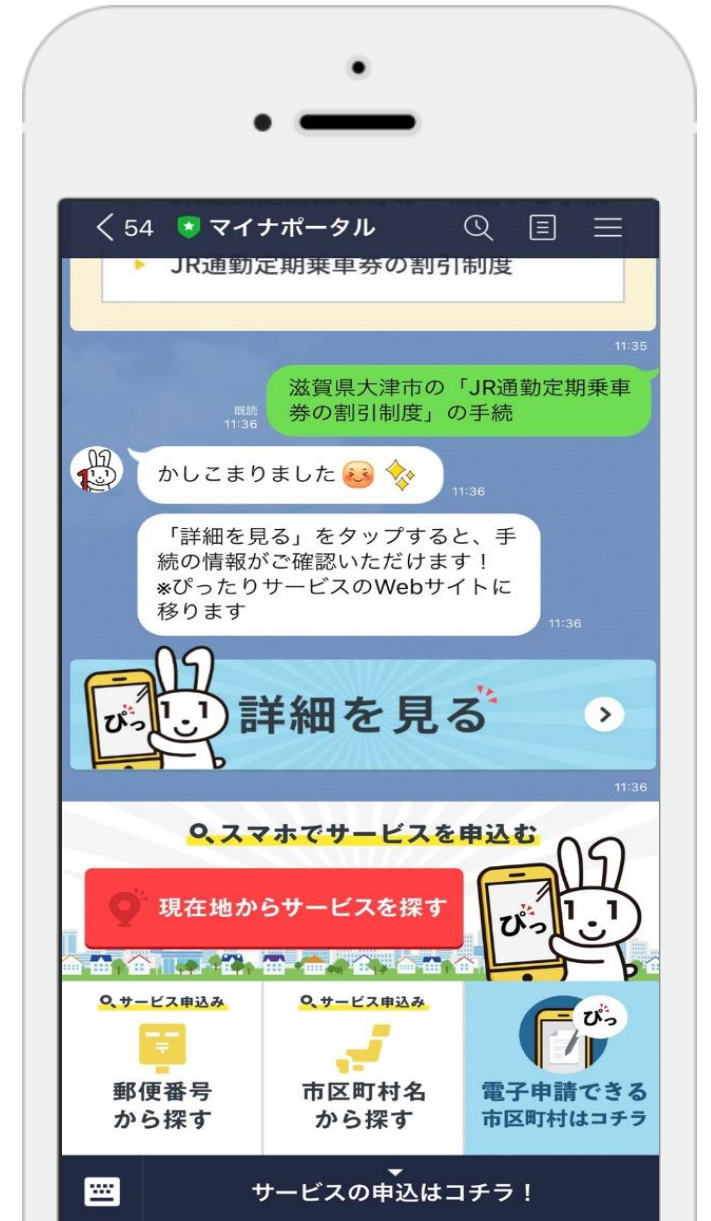 54 マイナポータル
JR通勤定期乗車券の割引制度
11:35
滋賀県大津市の「JR通勤定期乗車
券の割引制度」の手続
既読
11:36
かしこまりました
11:36
「詳細を見る」をタップすると、手
続の情報がご確認いただけます！
※ぴったりサービスのWebサイトに
移ります
11:36
ぴっ
詳細を見る
11:36
スマホでサービスを申込む
現在地からサービスを探す
ぴっ
サービス申込み
郵便番号
から探す
サービス申込み
市区町村名
から探す
ぴっ
電子申請できる
市区町村はコチラ
サービスの申込はコチラ！